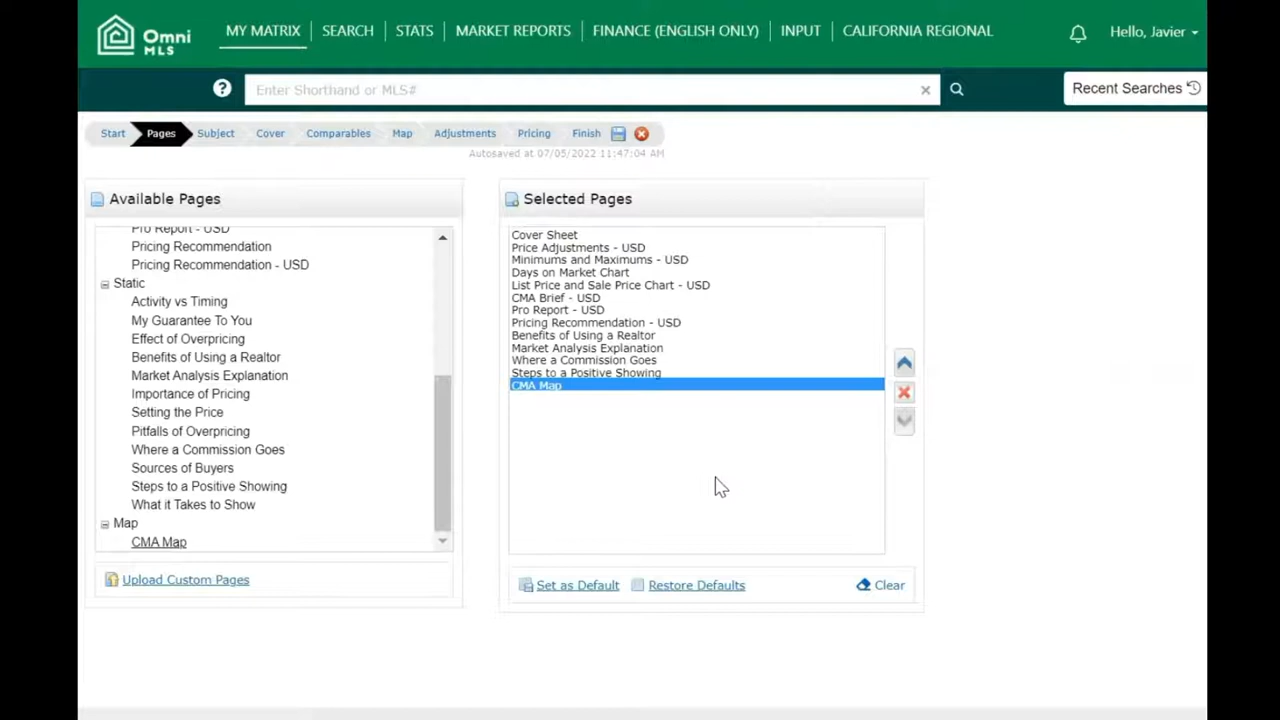 Omni
MLS
MY MATRIX
SEARCH
STATS
MARKET REPORTS
FINANCE (ENGLISH ONLY)
INPUT
CALIFORNIA REGIONAL
Hello, Javier
?
Enter Shorthand or MLS#
Recent Searches
Start
Pages
Subject
Cover
Comparables
Map
Adjustments
Pricing
Finish
Autosaved at 07/05/2022 11:47:04 AM
Available Pages
Pro Report - USD
Pricing Recommendation
Pricing Recommendation - USD
Static
Activity vs Timing
My Guarantee To You
Effect of Overpricing
Benefits of Using a Realtor
Market Analysis Explanation
Importance of Pricing
Setting the Price
Pitfalls of Overpricing
Where a Commission Goes
Sources of Buyers
Steps to a Positive Showing
What it Takes to Show
Map
CMA Map
Upload Custom Pages
Selected Pages
Cover Sheet
Price Adjustments - USD
Minimums and Maximums - USD
Days on Market Chart
List Price and Sale Price Chart - USD
CMA Brief - USD
Pro Report - USD
Pricing Recommendation - USD
Benefits of Using a Realtor
Market Analysis Explanation
Where a Commission Goes
Steps to a Positive Showing
CMA Map
Set as Default
Restore Defaults
Clear